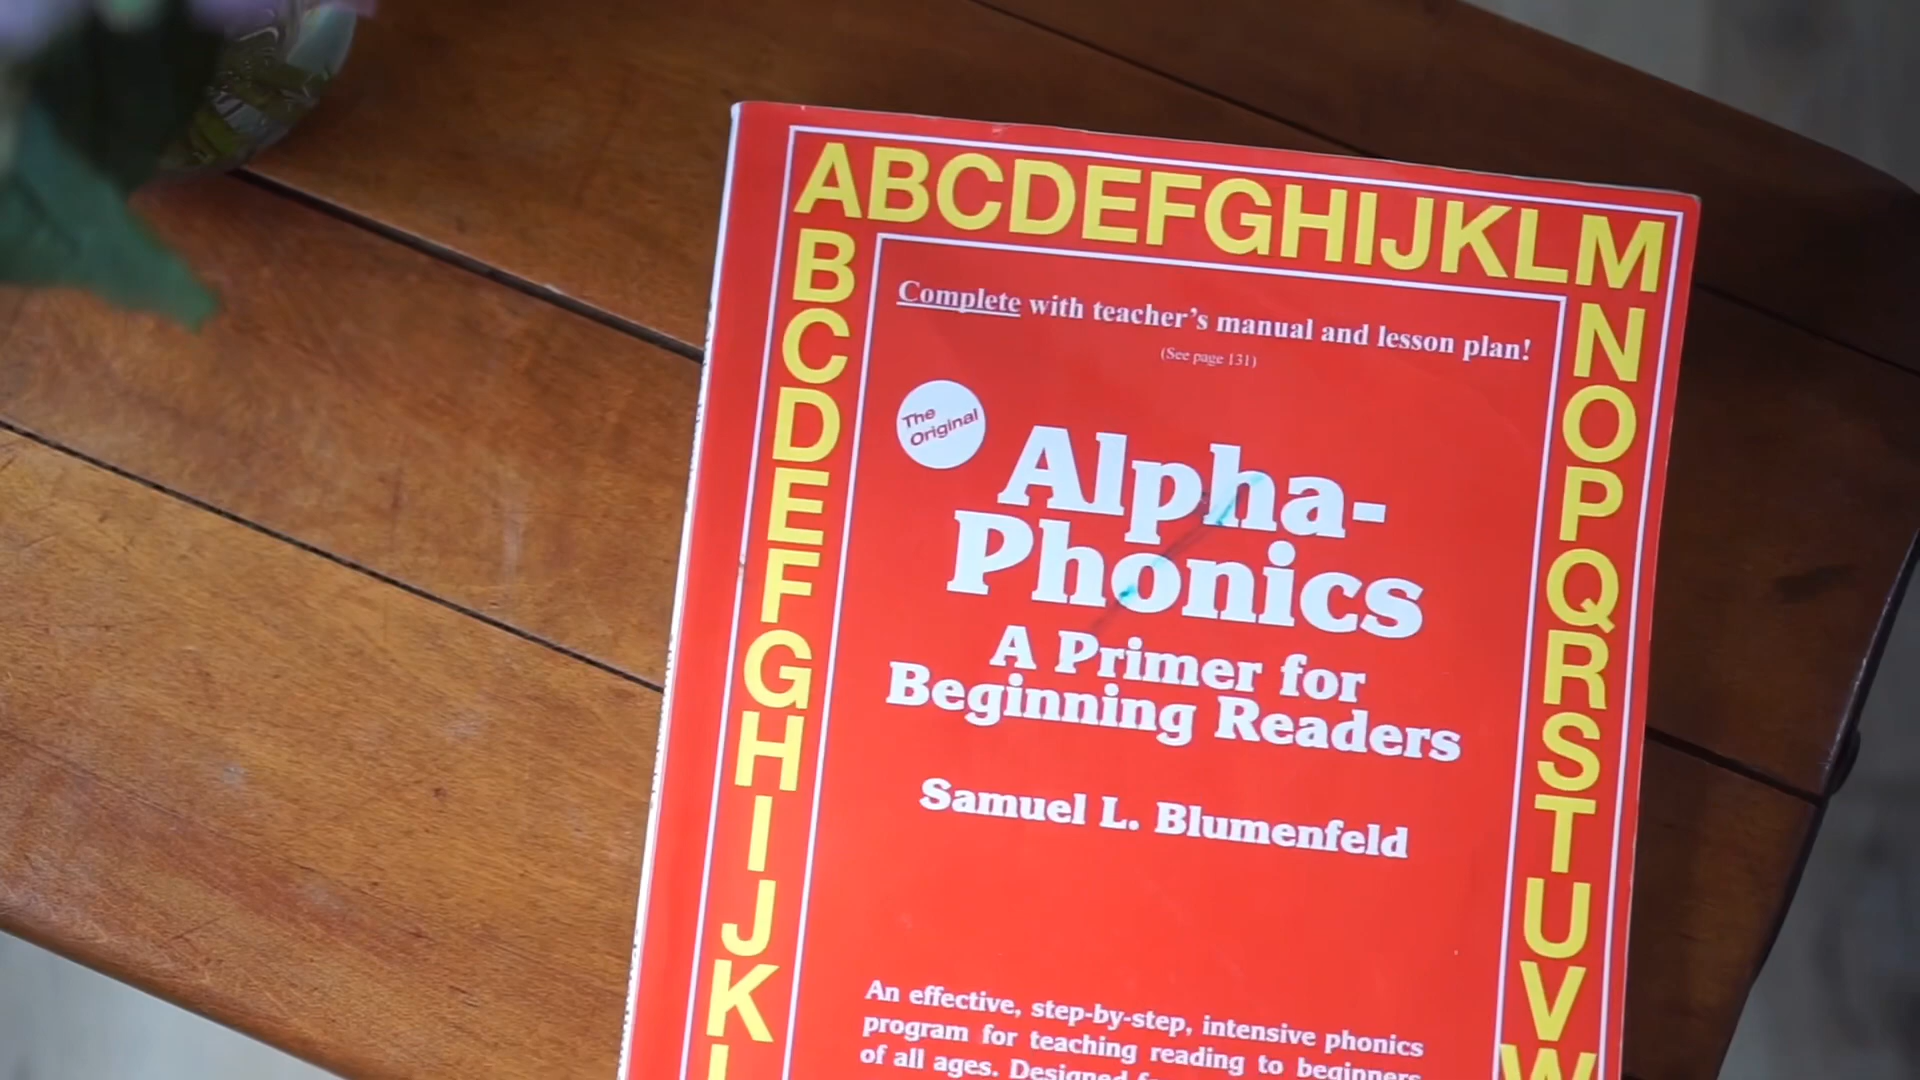 ABCDEFGHIJKLM
B
C
D
E
F
G
H
I
J
K
N
O
P
Q
R
S
T
U
V
W
Complete with teacher's manual and lesson plan!
(See page 131)
The
Original
Alpha-
Phonics
A Primer for
Beginning Readers
Samuel L. Blumenfeld
An effective, step-by-step, intensive phonics
program for teaching reading to beginners
of all ages. Designed